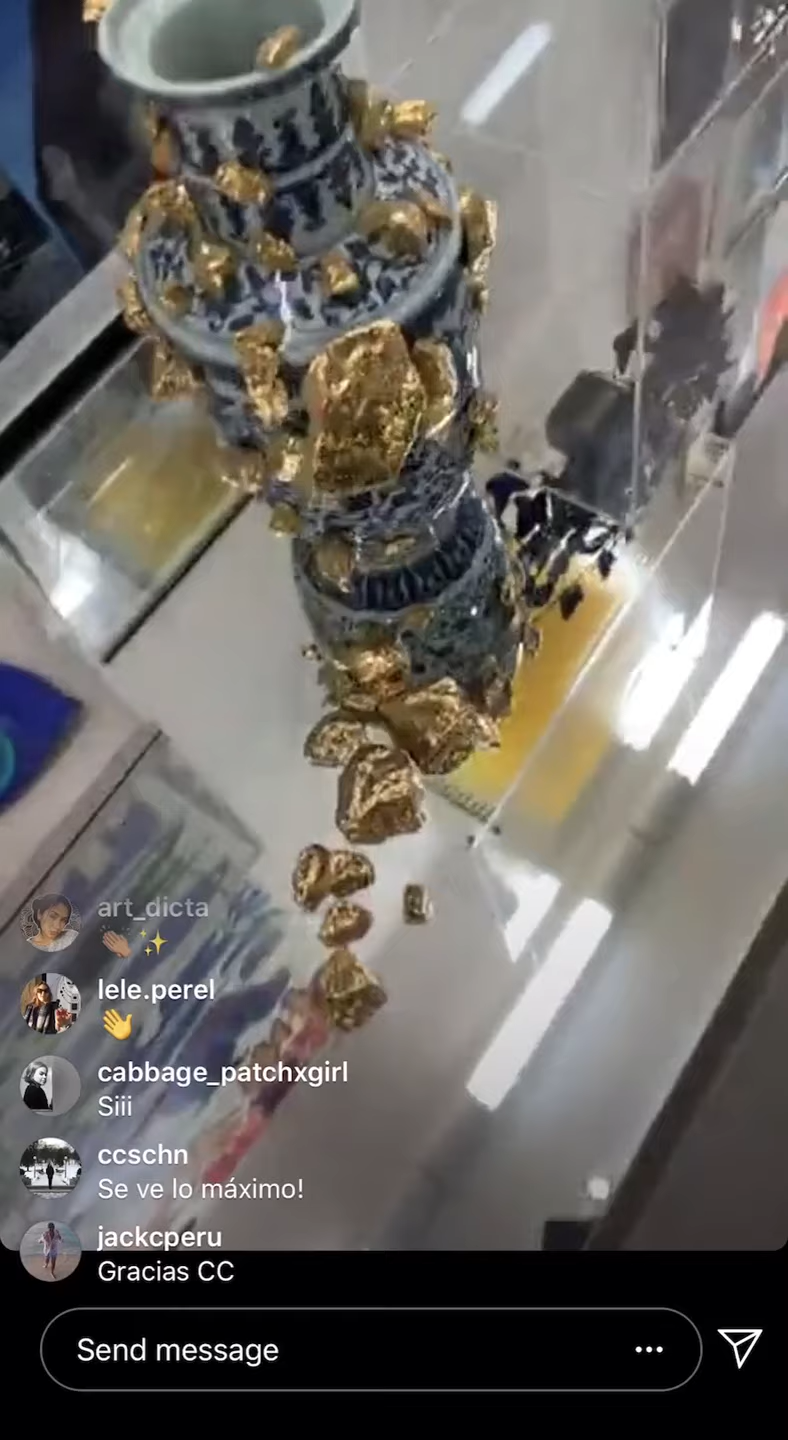 art_dicta
👏🏽✨
lele.perel
👋
cabbage_patchxgirl
Siii
ccschn
Se ve lo máximo!
jackcperu
Gracias CC
Send message